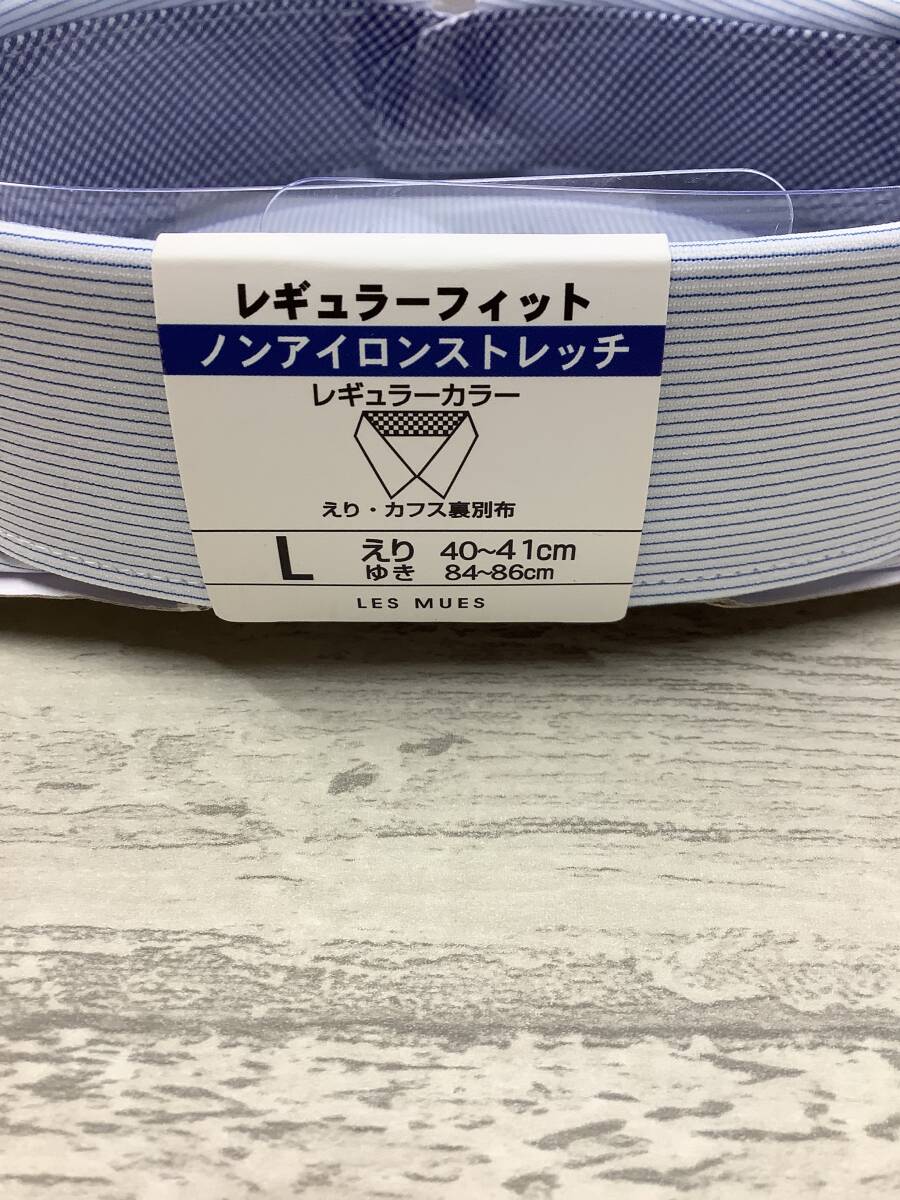 レギュラーフィット
ノンアイロンストレッチ
レギュラーカラー
えり・カフス裏別布
L えり 40~41cm
ゆき 84~86cm
LES MUES